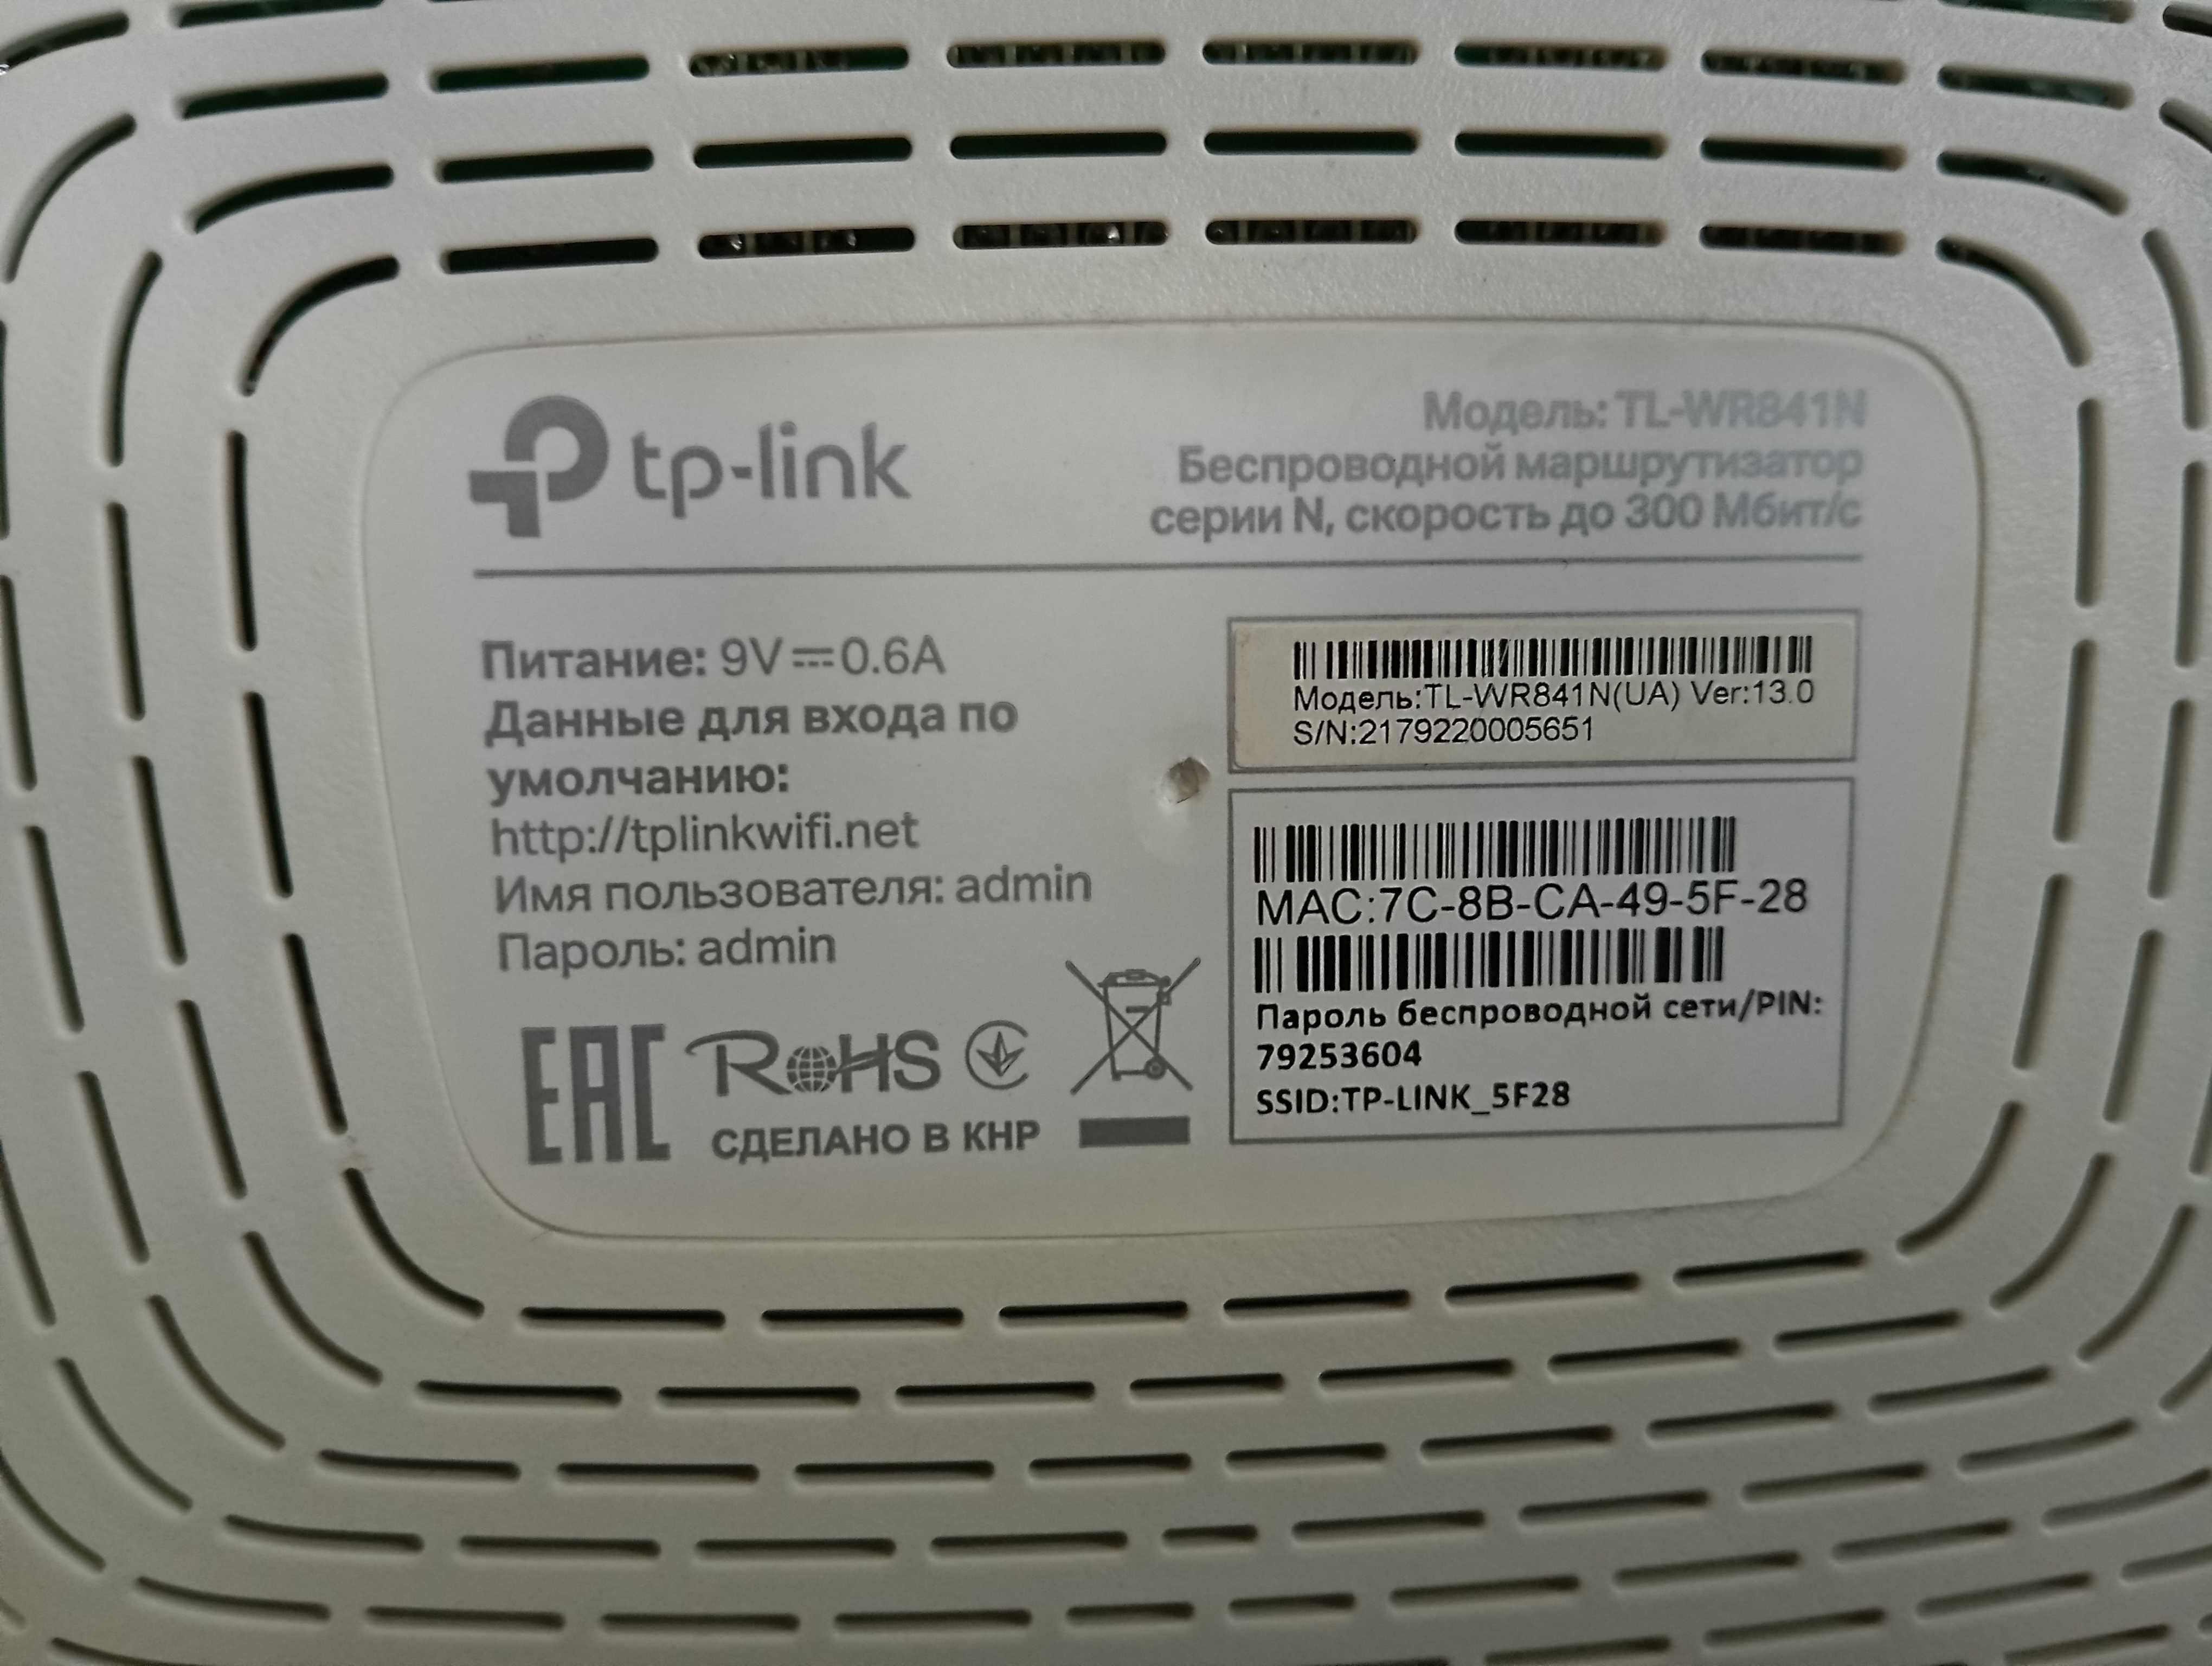 tp-link
Модель: TL-WR841N
Беспроводной маршрутизатор
серии N, скорость до 300 Мбит/с
Питание: 9V⎓0.6A
Данные для входа по
умолчанию:
http://tplinkwifi.net
Имя пользователя: admin
Пароль: admin
EAC RoHS
СДЕЛАНО В КНР
Модель:TL-WR841N(UA) Ver:13.0
S/N:2179220005651
MAC:7C-8B-CA-49-5F-28
Пароль беспроводной сети/PIN:
79253604
SSID:TP-LINK_5F28